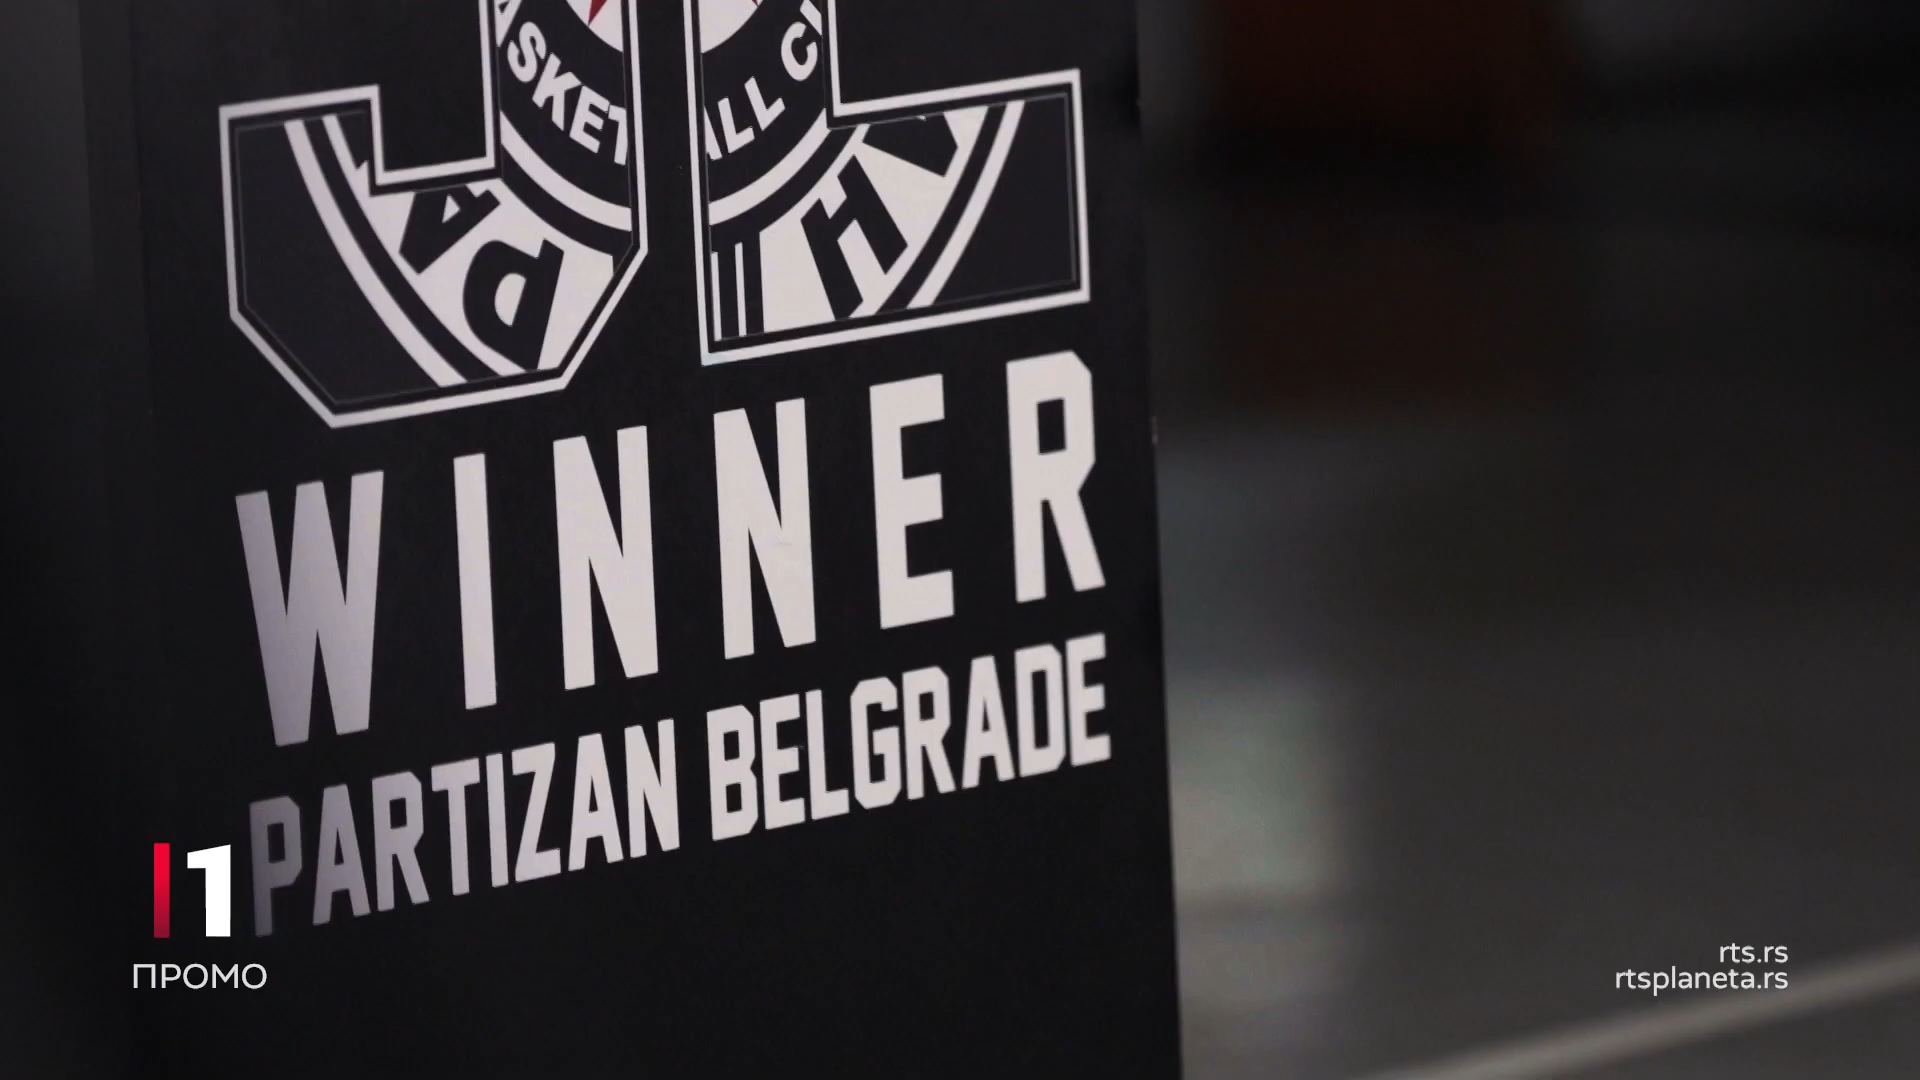 WINNER
PARTIZAN BELGRADE
1
ПРОМО
rts.rs
rtsplaneta.rs